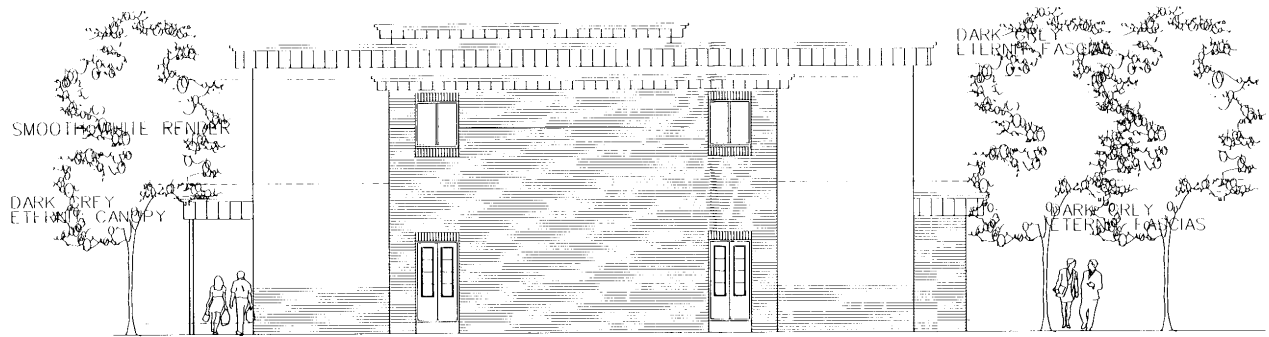 SMOOTH WHITE RENDER
DARK GREY
ETERNIT CANOPY
DARK GREY
ETERNIT FASCIAS
DARK GREY
ETERNIT FASCIAS